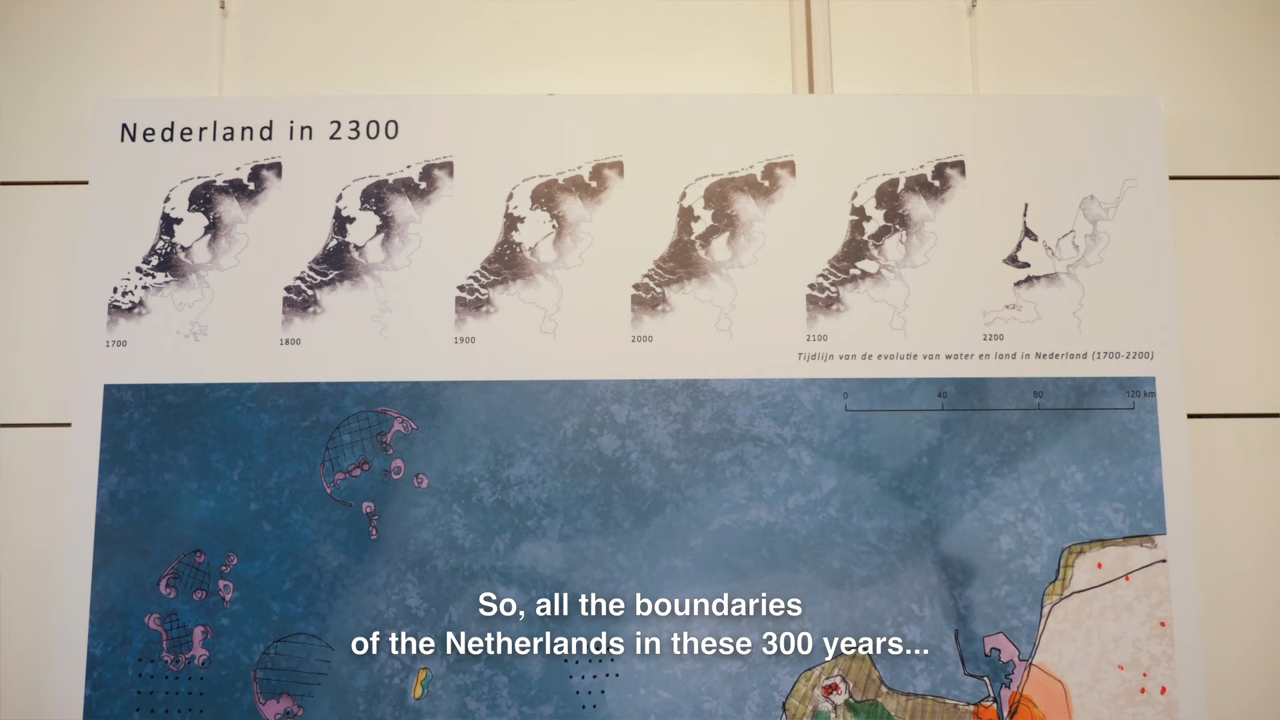 Nederland in 2300
1700
1800
1900
2000
2100
2200
Tijdlijn van de evolutie van water en land in Nederland (1700-2200)
0 40 80 120 km
So, all the boundaries
of the Netherlands in these 300 years...